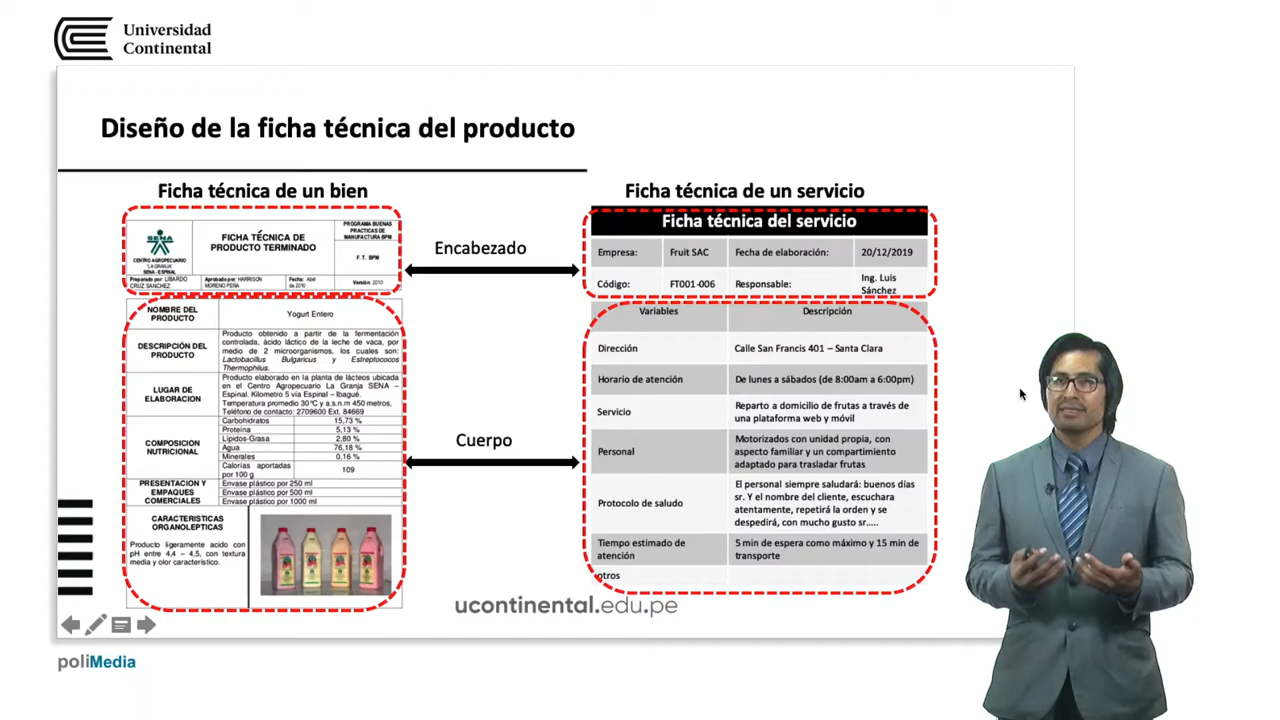 Universidad
Continental
Diseño de la ficha técnica del producto
Ficha técnica de un bien
SENA
CENTRO AGROPECUARIO
"LA GRANJA"
SENA - ESPINAL
FICHA TÉCNICA DE
PRODUCTO TERMINADO
PROGRAMA BUENAS
PRACTICAS DE
MANUFACTURA BPM
F. T. BPM
Preparado por: LIBARDO
CRUZ SANCHEZ
Aprobado por: HARRISON
MORENO PEÑA
Fecha: Abril
de 2010
Versión: 2010
NOMBRE DEL
PRODUCTO
Yogurt Entero
DESCRIPCIÓN DEL
PRODUCTO
Producto obtenido a partir de la fermentación
controlada, ácido láctico de la leche de vaca, por
medio de 2 microorganismos, los cuales son:
Lactobacillus Bulgaricus y Estreptococos
Thermophilus.
LUGAR DE
ELABORACION
Producto elaborado en la planta de lácteos ubicada
en el Centro Agropecuario La Granja SENA –
Espinal. Kilometro 5 vía Espinal – Ibagué.
Temperatura promedio 30°C y a.s.n.m 450 metros,
Teléfono de contacto: 2709600 Ext. 84669
COMPOSICION
NUTRICIONAL
Carbohidratos 15,73 %
Proteína 5,13 %
Lípidos-Grasa 2,80 %
Agua 76,18 %
Minerales 0,16 %
Calorías aportadas
por 100 g 109
PRESENTACION Y
EMPAQUES
COMERCIALES
Envase plástico por 250 ml
Envase plástico por 500 ml
Envase plástico por 1000 ml
CARACTERISTICAS
ORGANOLEPTICAS
Producto ligeramente acido con
pH entre 4,4 – 4,5, con textura
media y olor característico.
Encabezado
Cuerpo
Ficha técnica de un servicio
Ficha técnica del servicio
Empresa: Fruit SAC Fecha de elaboración: 20/12/2019
Código: FT001-006 Responsable: Ing. Luis
Sánchez
Variables Descripción
Dirección Calle San Francis 401 – Santa Clara
Horario de atención De lunes a sábados (de 8:00am a 6:00pm)
Servicio Reparto a domicilio de frutas a través de
una plataforma web y móvil
Personal Motorizados con unidad propia, con
aspecto familiar y un compartimiento
adaptado para trasladar frutas
Protocolo de saludo El personal siempre saludará: buenos días
sr. Y el nombre del cliente, escuchara
atentamente, repetirá la orden y se
despedirá, con mucho gusto sr.....
Tiempo estimado de
atención
5 min de espera como máximo y 15 min de
transporte
otros
ucontinental.edu.pe
poliMedia